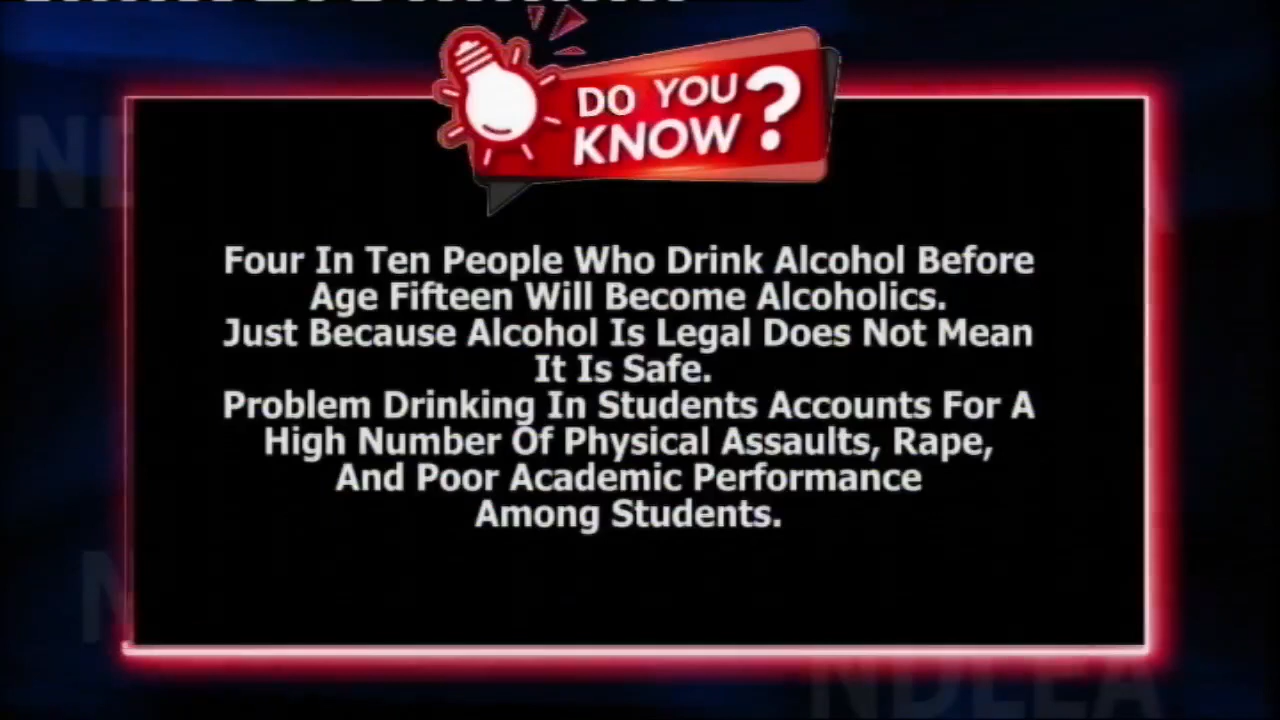 DO YOU
KNOW?
Four In Ten People Who Drink Alcohol Before
Age Fifteen Will Become Alcoholics.
Just Because Alcohol Is Legal Does Not Mean
It Is Safe.
Problem Drinking In Students Accounts For A
High Number Of Physical Assaults, Rape,
And Poor Academic Performance
Among Students.
NDLEA